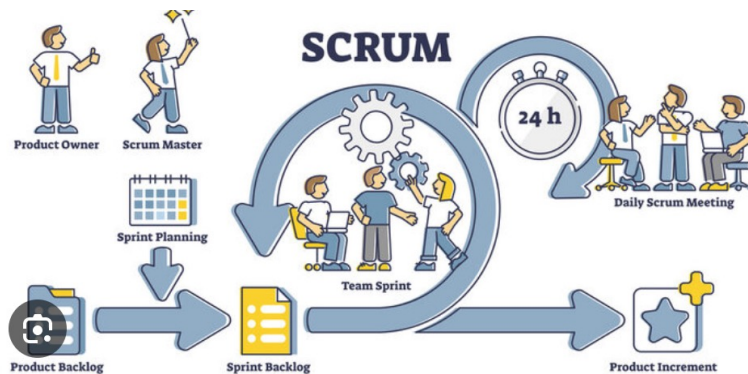 SCRUM
Product Owner
Scrum Master
24 h
Daily Scrum Meeting
Sprint Planning
Team Sprint
Product Backlog
Sprint Backlog
Product Increment